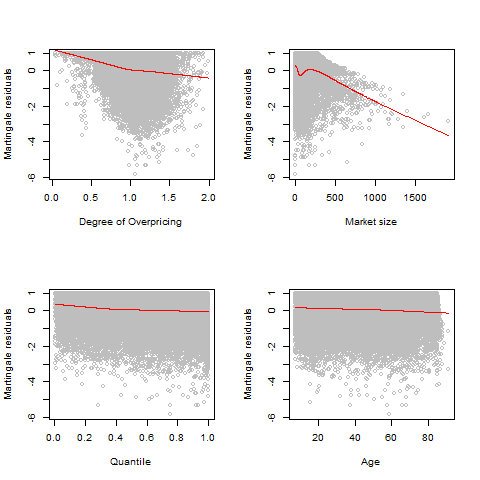 Martingale residuals
1
0
-2
-4
-6
0.0 0.5 1.0 1.5 2.0
Degree of Overpricing
Martingale residuals
1
0
-2
-4
-6
0 500 1000 1500
Market size
Martingale residuals
1
0
-2
-4
-6
0.0 0.2 0.4 0.6 0.8 1.0
Quantile
Martingale residuals
1
0
-2
-4
-6
20 40 60 80
Age